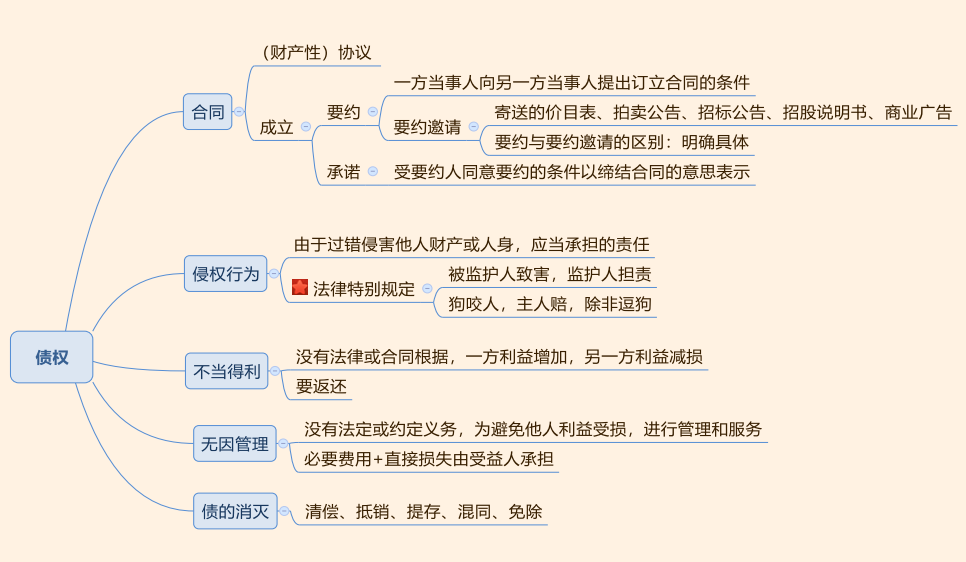 债权
合同
（财产性）协议
成立
要约
一方当事人向另一方当事人提出订立合同的条件
要约邀请
寄送的价目表、拍卖公告、招标公告、招股说明书、商业广告
要约与要约邀请的区别：明确具体
承诺
受要约人同意要约的条件以缔结合同的意思表示
侵权行为
由于过错侵害他人财产或人身，应当承担的责任
法律特别规定
被监护人致害，监护人担责
狗咬人，主人赔，除非逗狗
不当得利
没有法律或合同根据，一方利益增加，另一方利益减损
要返还
无因管理
没有法定或约定义务，为避免他人利益受损，进行管理和服务
必要费用+直接损失由受益人承担
债的消灭
清偿、抵销、提存、混同、免除